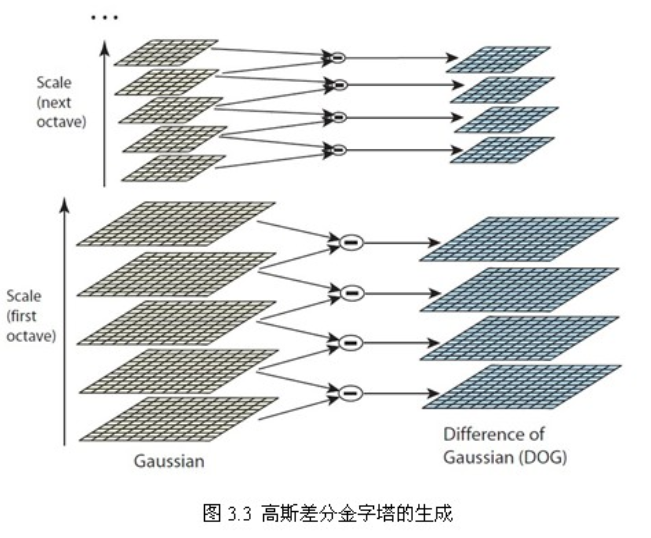 ...
Scale
(next
octave)
Scale
(first
octave)
Gaussian
Difference of
Gaussian (DOG)
图 3.3 高斯差分金字塔的生成